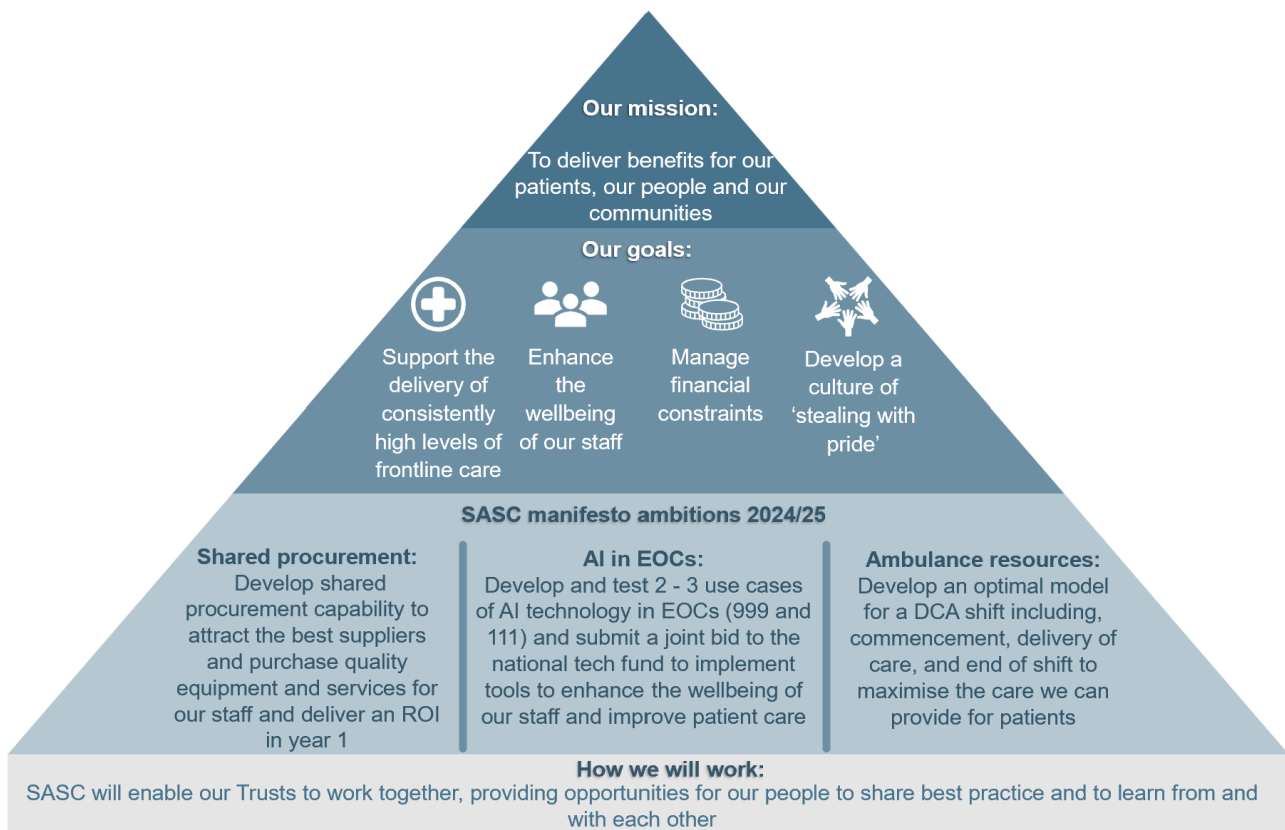 Our mission:
To deliver benefits for our
patients, our people and our
communities
Our goals:
Support the
delivery of
consistently
high levels of
frontline care
Enhance
the
wellbeing
of our staff
Manage
financial
constraints
Develop a
culture of
‘stealing with
pride’
SASC manifesto ambitions 2024/25
Shared procurement:
Develop shared
procurement capability to
attract the best suppliers
and purchase quality
equipment and services for
our staff and deliver an ROI
in year 1
AI in EOCs:
Develop and test 2 - 3 use cases
of AI technology in EOCs (999 and
111) and submit a joint bid to the
national tech fund to implement
tools to enhance the wellbeing of
our staff and improve patient care
Ambulance resources:
Develop an optimal model
for a DCA shift including,
commencement, delivery of
care, and end of shift to
maximise the care we can
provide for patients
How we will work:
SASC will enable our Trusts to work together, providing opportunities for our people to share best practice and to learn from and
with each other